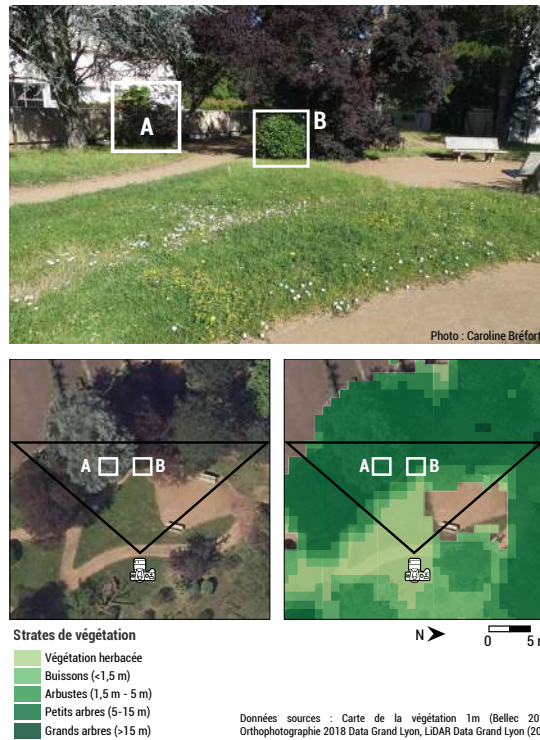 A
B
Photo : Caroline Bréfort
A B
A B
Strates de végétation
N
0 5
Végétation herbacée
Buissons (<1,5 m)
Arbustes (1,5 m - 5 m)
Petits arbres (5-15 m)
Grands arbres (>15 m)
Données sources : Carte de la végétation 1m (Bellec
Orthophotographie 2018 Data Grand Lyon, LiDAR Data Grand Lyon